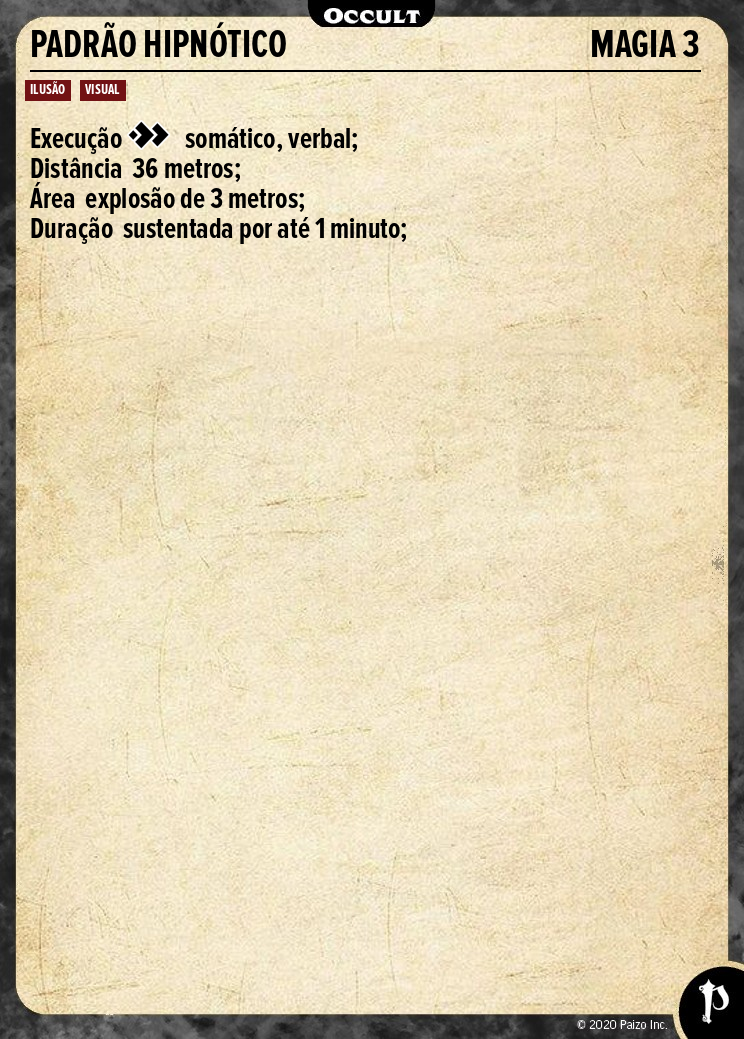 OCCULT
PADRÃO HIPNÓTICO MAGIA 3
ILUSÃO VISUAL
Execução somático, verbal;
Distância 36 metros;
Área explosão de 3 metros;
Duração sustentada por até 1 minuto;
© 2020 Paizo Inc.